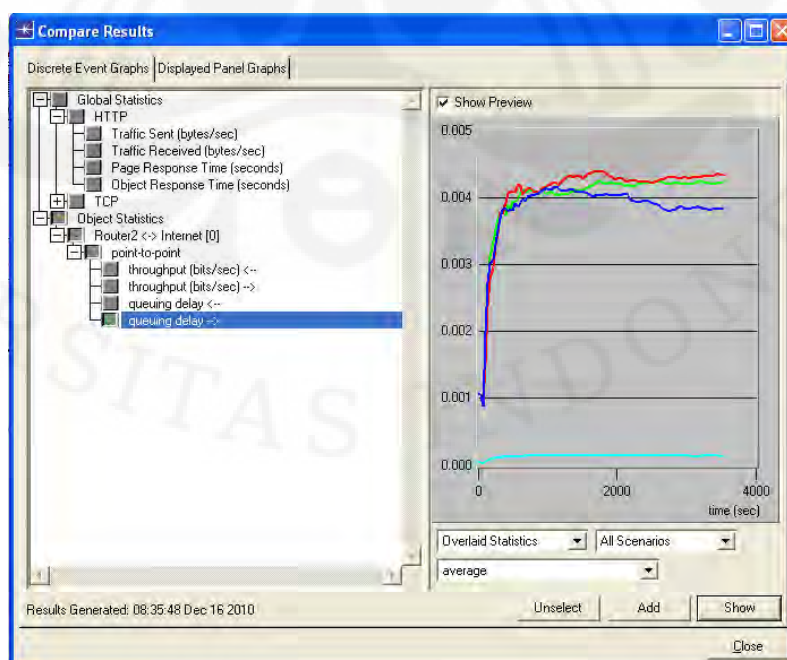 Compare Results
Discrete Event Graphs
Displayed Panel Graphs
Global Statistics
HTTP
Traffic Sent (bytes/sec)
Traffic Received (bytes/sec)
Page Response Time (seconds)
Object Response Time (seconds)
TCP
Object Statistics
Router2 <-> Internet [0]
point-to-point
throughput (bits/sec) <--
throughput (bits/sec) -->
queuing delay <--
queuing delay -->
Show Preview
0.005
0.004
0.003
0.002
0.001
0.000
0 2000 4000
time (sec)
Overlaid Statistics
All Scenarios
average
Results Generated: 08:35:48 Dec 16 2010
Unselect
Add
Show
Close